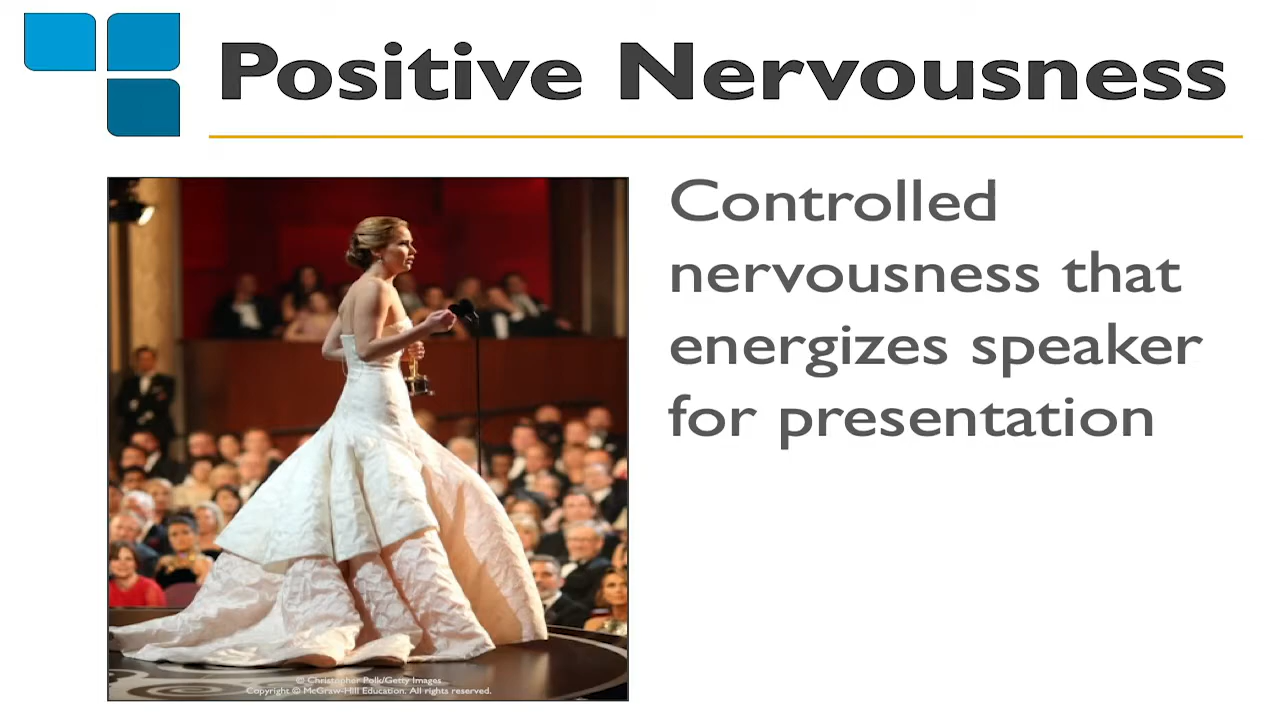 Positive Nervousness
Controlled
nervousness that
energizes speaker
for presentation
© Christopher Polk/Getty Images
Copyright © McGraw-Hill Education. All rights reserved.